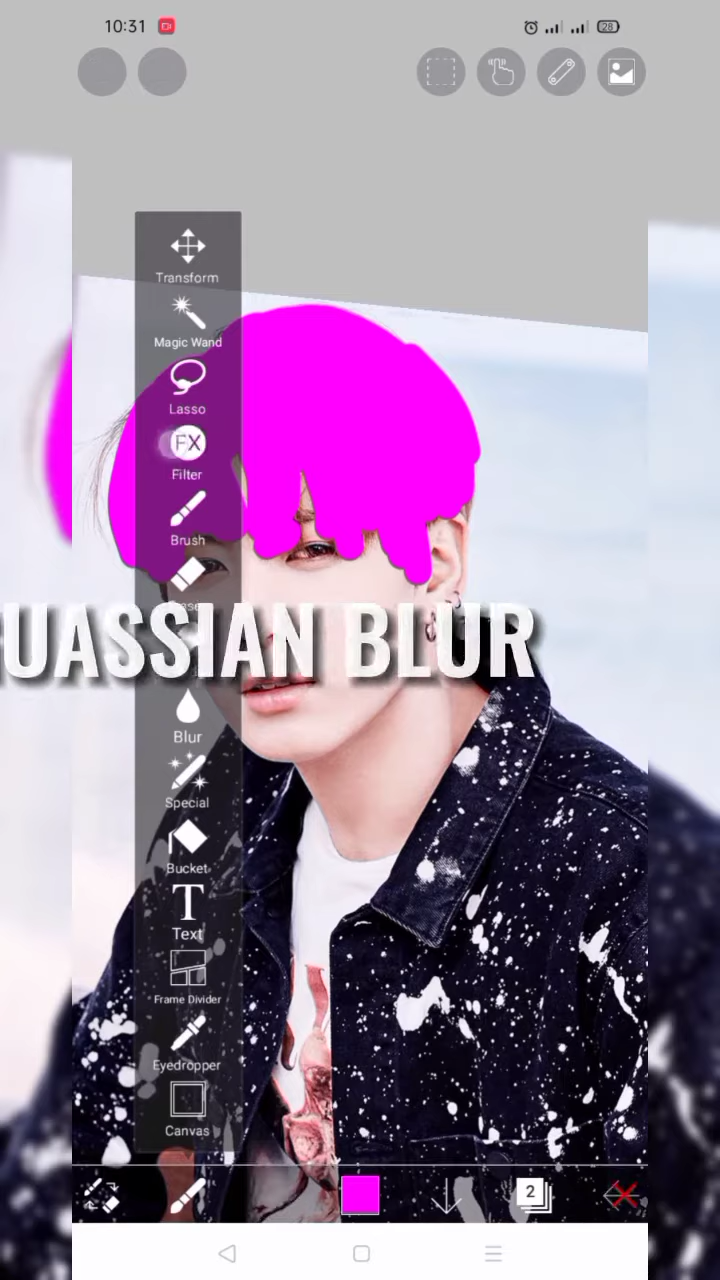 10:31
28
Transform
Magic Wand
Lasso
FX
Filter
Brush
UASSIAN BLUR
Blur
Special
Bucket
T
Text
Frame Divider
Eyedropper
Canvas
2